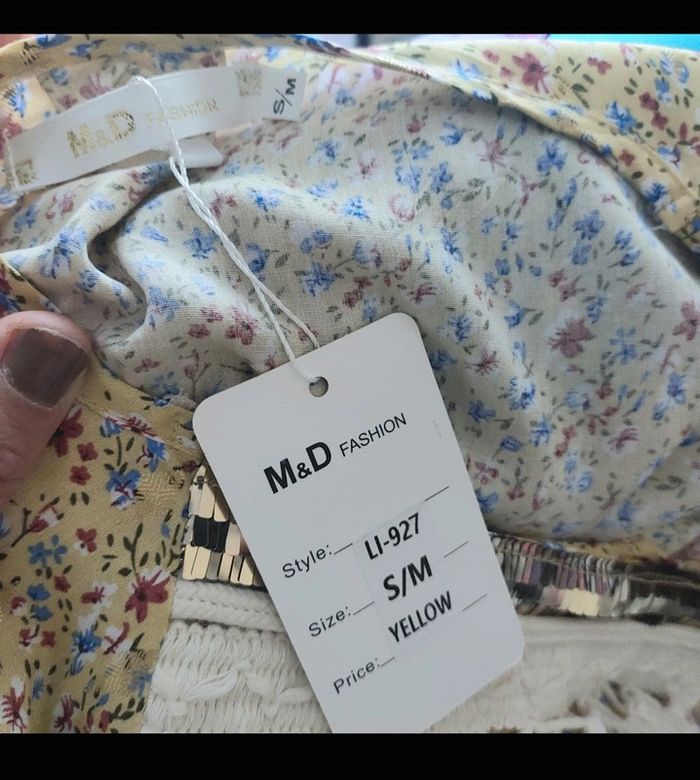 M&D FASHION
S/M
M&D FASHION
Style: LI-927
Size: S/M
YELLOW
Price: